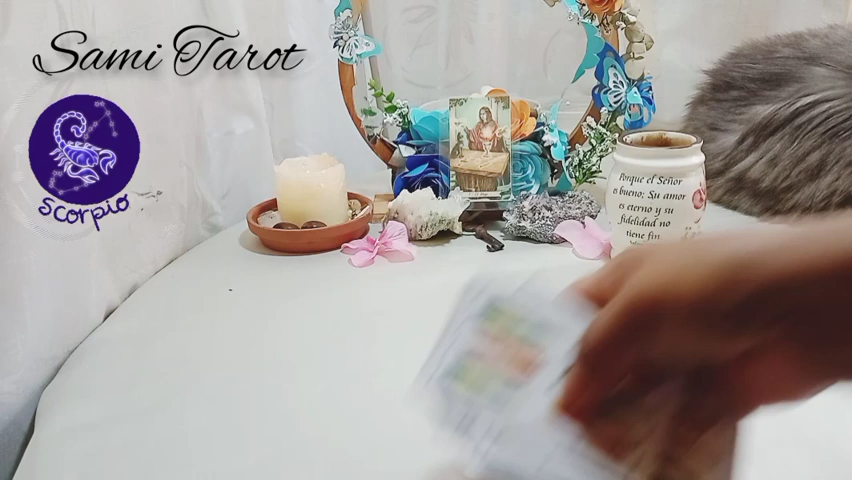 Sami Tarot
Scorpio
Porque el Señor
es bueno; Su amor
es eterno y su
fidelidad no
tiene fin